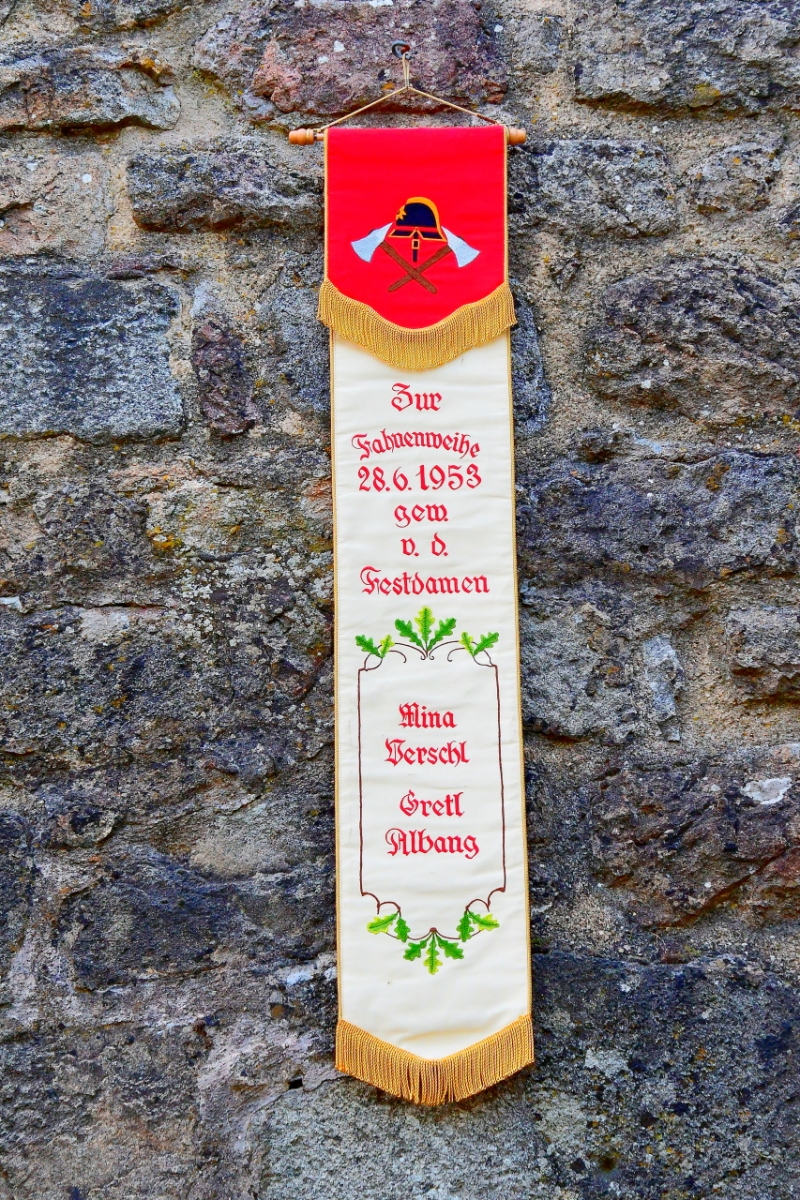 Zur
Fahnenweihe
28.6.1953
gew.
v. d.
Festdamen
Mina
Verschl
Gretl
Albang